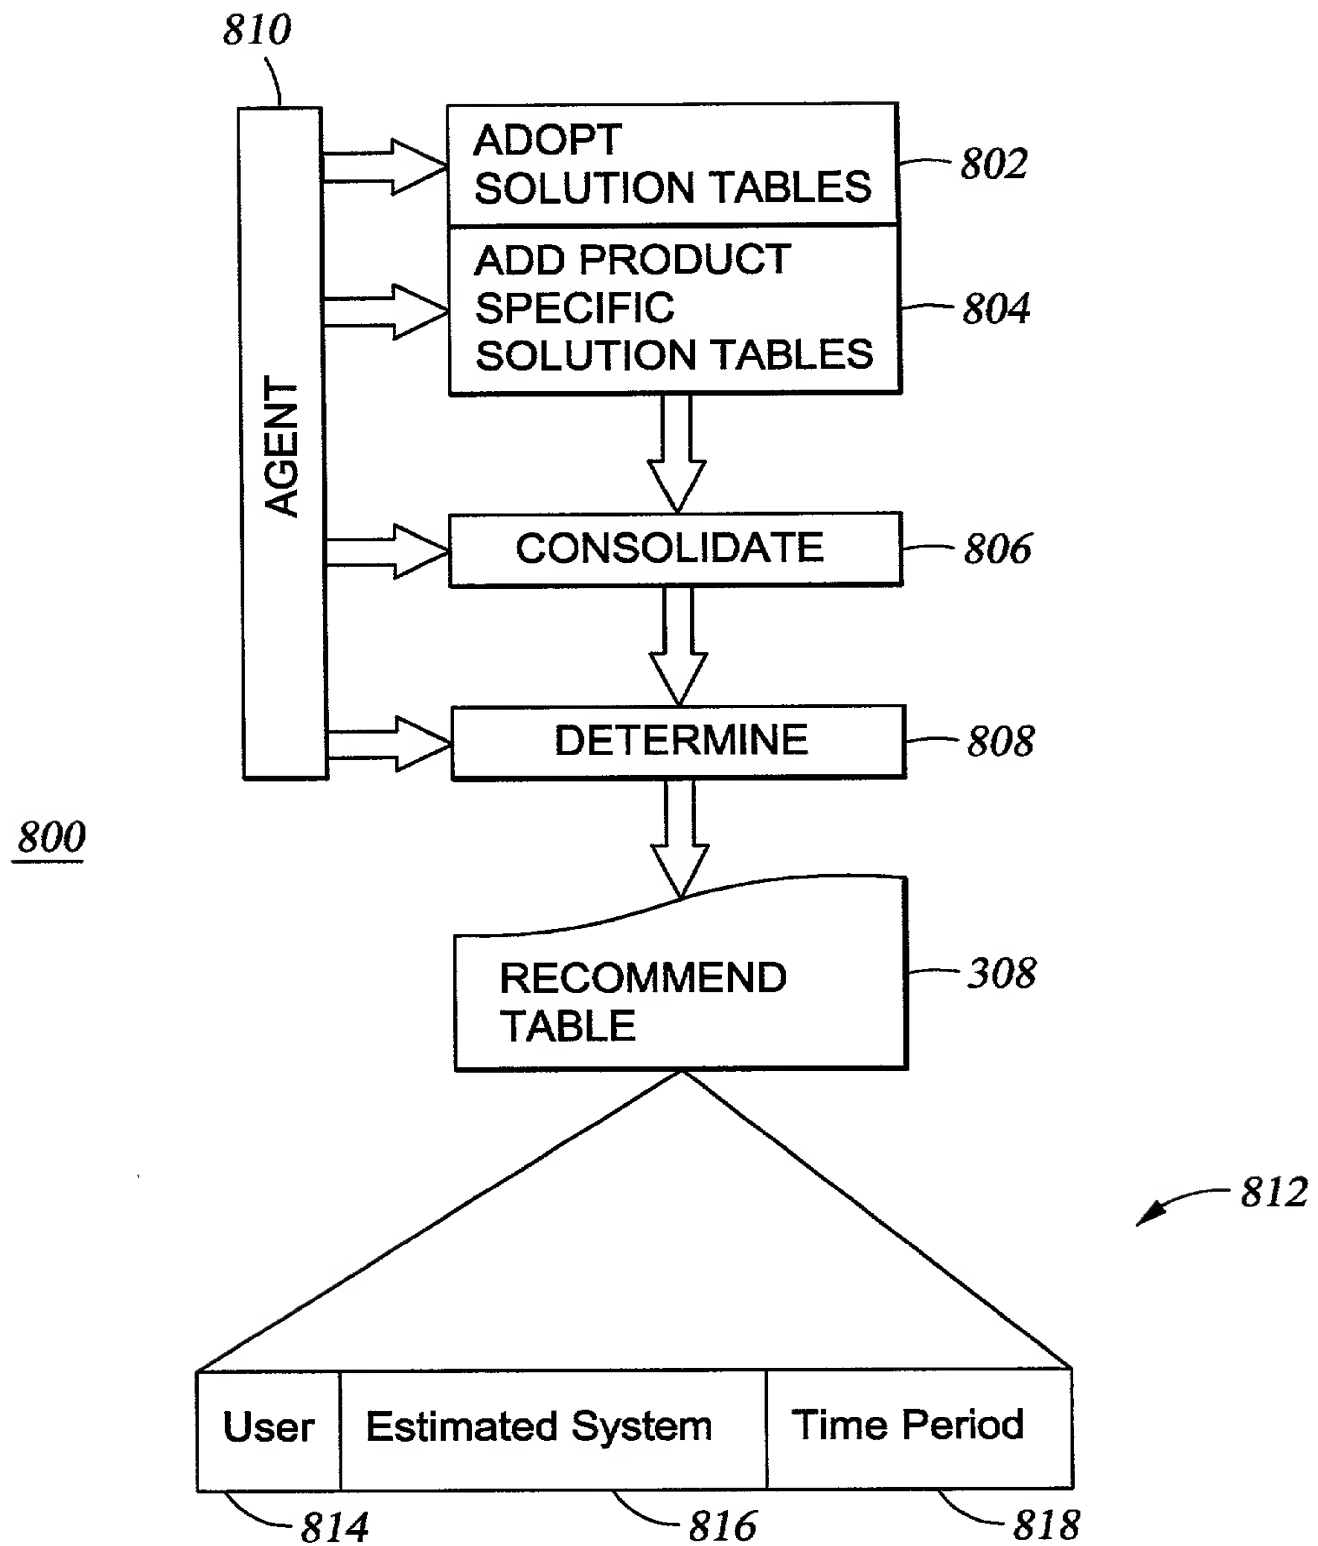 810
ADOPT
SOLUTION TABLES
802
ADD PRODUCT
SPECIFIC
SOLUTION TABLES
804
AGENT
CONSOLIDATE
806
DETERMINE
808
800
RECOMMEND
TABLE
308
812
User
Estimated System
Time Period
814
816
818